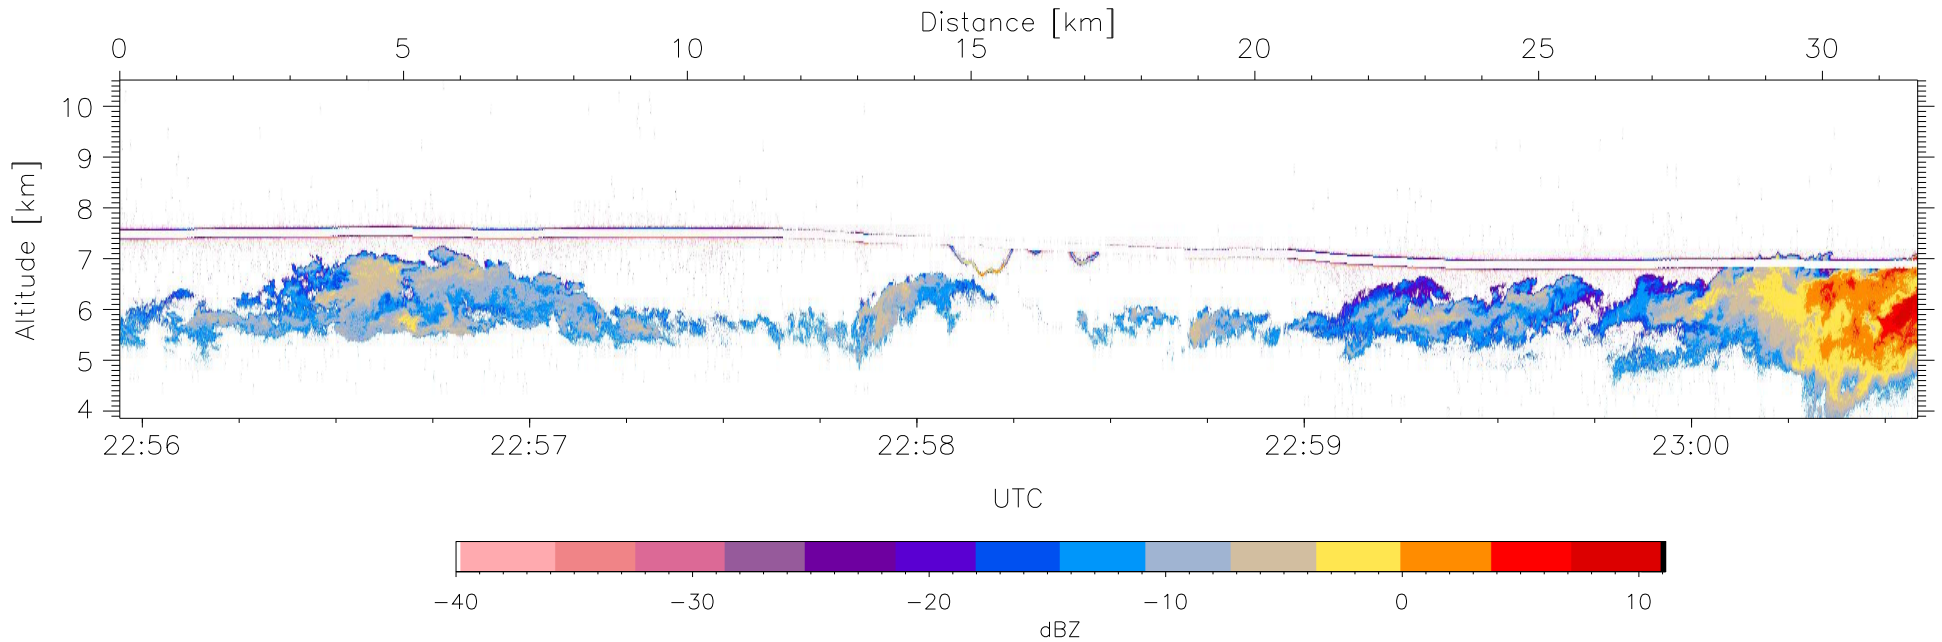 Distance [km]
0 5 10 15 20 25 30
Altitude [km]
10
9
8
7
6
5
4
22:56 22:57 22:58 22:59 23:00
UTC
−40 −30 −20 −10 0 10
dBZ